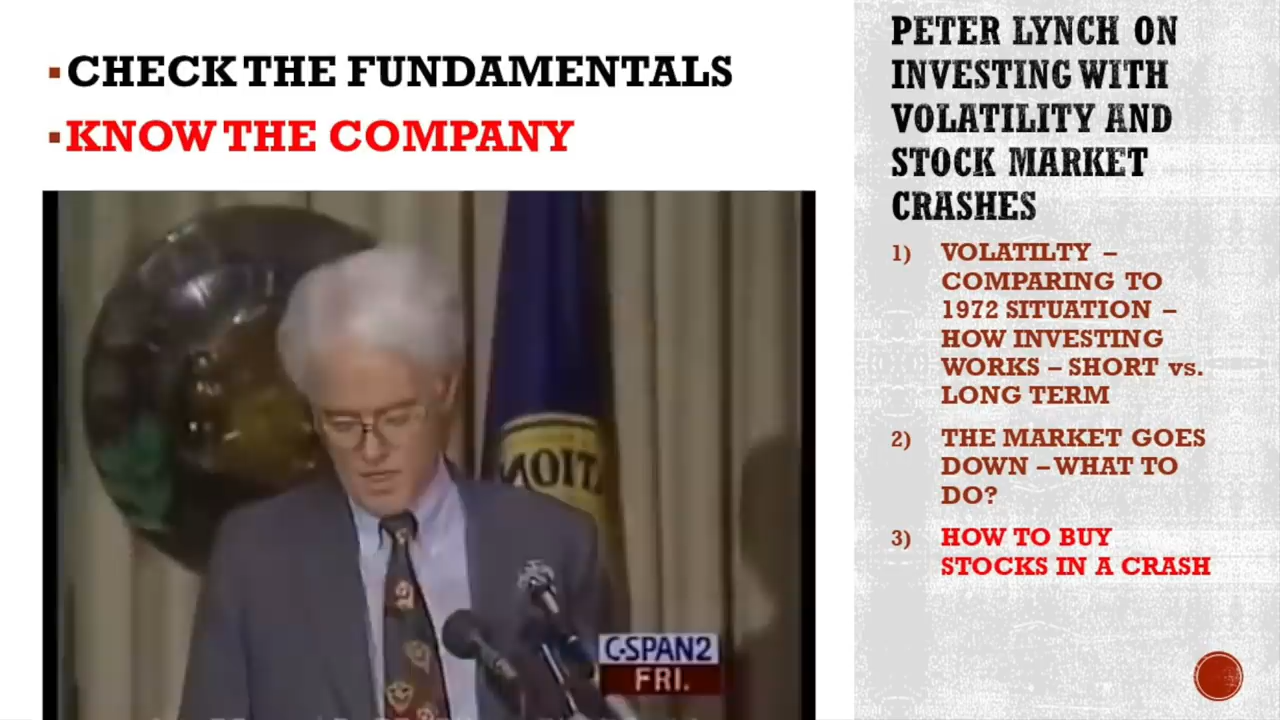 ▪CHECK THE FUNDAMENTALS
▪KNOW THE COMPANY
PETER LYNCH ON
INVESTING WITH
VOLATILITY AND
STOCK MARKET
CRASHES
1) VOLATILTY –
COMPARING TO
1972 SITUATION –
HOW INVESTING
WORKS – SHORT vs.
LONG TERM
2) THE MARKET GOES
DOWN – WHAT TO
DO?
3) HOW TO BUY
STOCKS IN A CRASH
C-SPAN2
FRI.